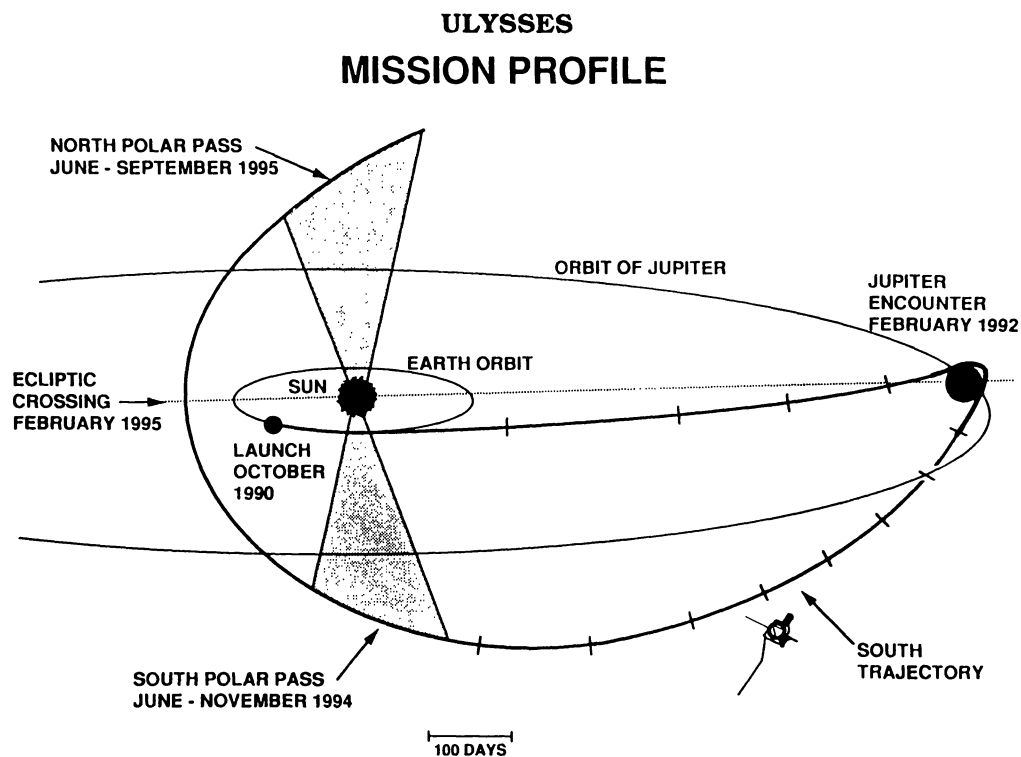 ULYSSES
MISSION PROFILE
NORTH POLAR PASS
JUNE - SEPTEMBER 1995
ORBIT OF JUPITER
JUPITER
ENCOUNTER
FEBRUARY 1992
EARTH ORBIT
SUN
ECLIPTIC
CROSSING
FEBRUARY 1995
LAUNCH
OCTOBER
1990
SOUTH
TRAJECTORY
SOUTH POLAR PASS
JUNE - NOVEMBER 1994
100 DAYS